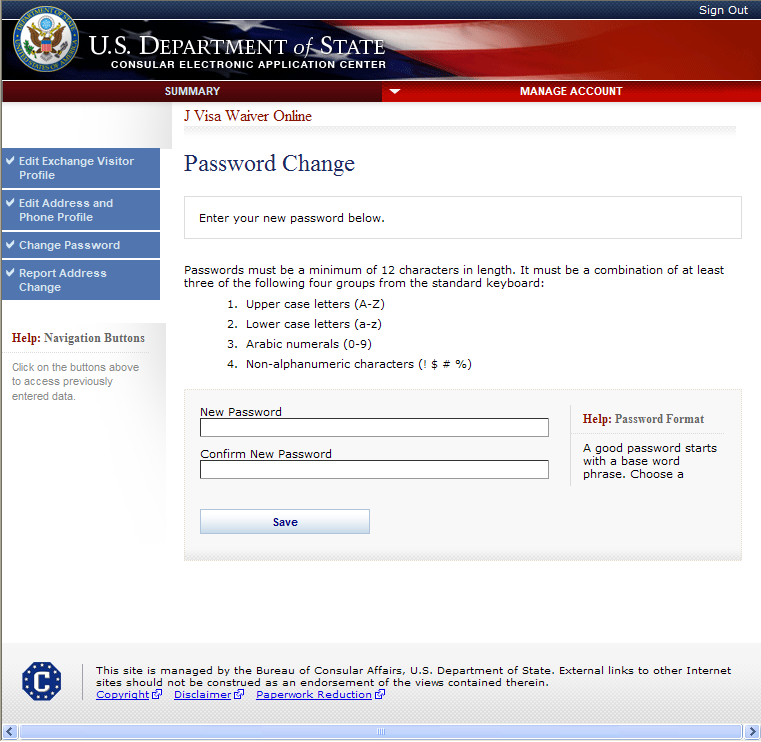 Sign Out
U.S. DEPARTMENT of STATE
CONSULAR ELECTRONIC APPLICATION CENTER
SUMMARY
MANAGE ACCOUNT
J Visa Waiver Online
Edit Exchange Visitor
Profile
Edit Address and
Phone Profile
Change Password
Report Address
Change
Help: Navigation Buttons
Click on the buttons above
to access previously
entered data.
Password Change
Enter your new password below.
Passwords must be a minimum of 12 characters in length. It must be a combination of at least
three of the following four groups from the standard keyboard:
1. Upper case letters (A-Z)
2. Lower case letters (a-z)
3. Arabic numerals (0-9)
4. Non-alphanumeric characters (! $ # %)
New Password
Confirm New Password
Save
Help: Password Format
A good password starts
with a base word
phrase. Choose a
C
This site is managed by the Bureau of Consular Affairs, U.S. Department of State. External links to other Internet
sites should not be construed as an endorsement of the views contained therein.
Copyright Disclaimer Paperwork Reduction